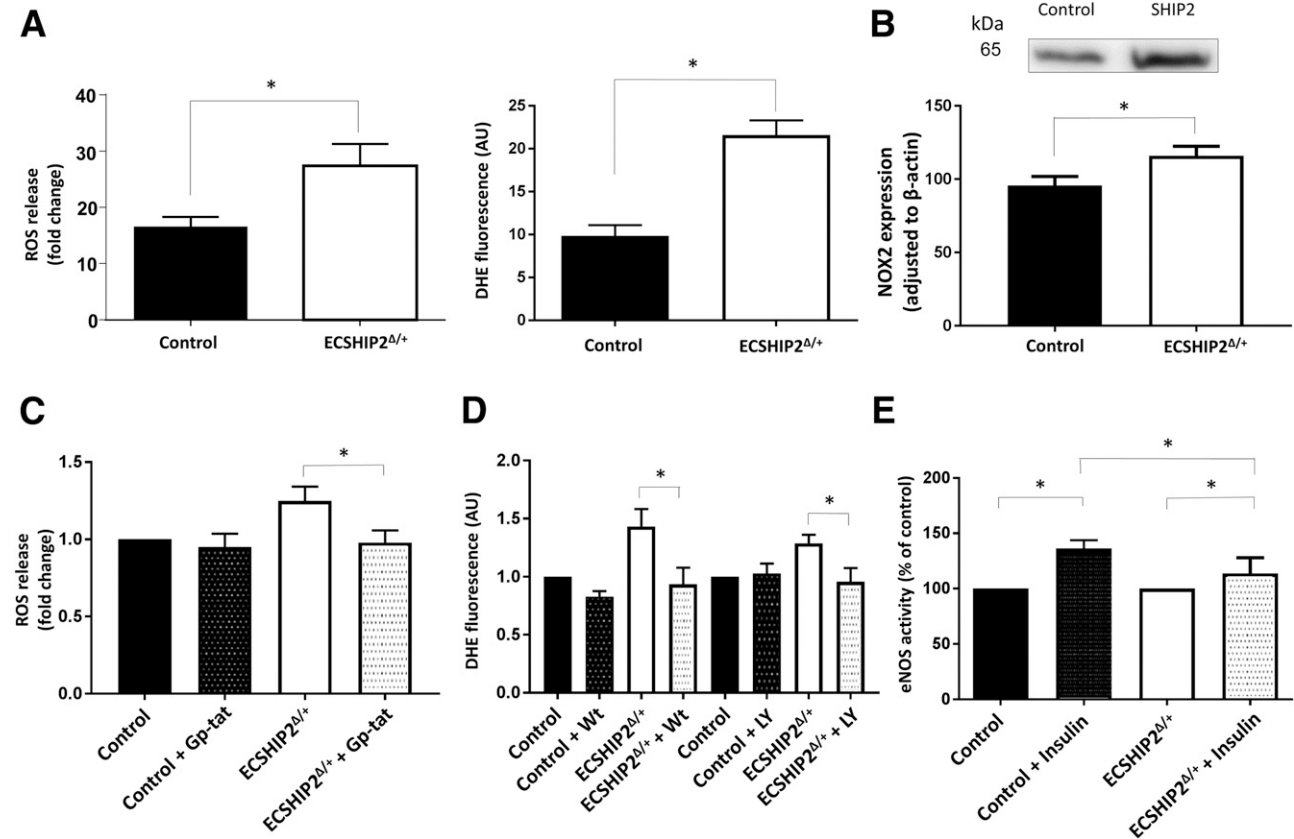 A
ROS release
(fold change)
40
30
20
10
0
*
Control
ECSHIP2Δ/+
DHE fluorescence (AU)
25
20
15
10
5
0
*
Control
ECSHIP2Δ/+
B
Control SHIP2
kDa
65
NOX2 expression
(adjusted to β-actin)
150
100
50
0
*
Control
ECSHIP2Δ/+
C
ROS release
(fold change)
1.5
1.0
0.5
0.0
*
Control
Control + Gp-tat
ECSHIP2Δ/+
ECSHIP2Δ/+ + Gp-tat
D
DHE fluorescence (AU)
2.0
1.5
1.0
0.5
0.0
*
*
Control
Control + Wt
ECSHIP2Δ/+
ECSHIP2Δ/+ + Wt
Control
Control + LY
ECSHIP2Δ/+
ECSHIP2Δ/+ + LY
E
eNOS activity (% of control)
200
150
100
50
0
*
*
*
Control
Control + Insulin
ECSHIP2Δ/+
ECSHIP2Δ/+ + Insulin